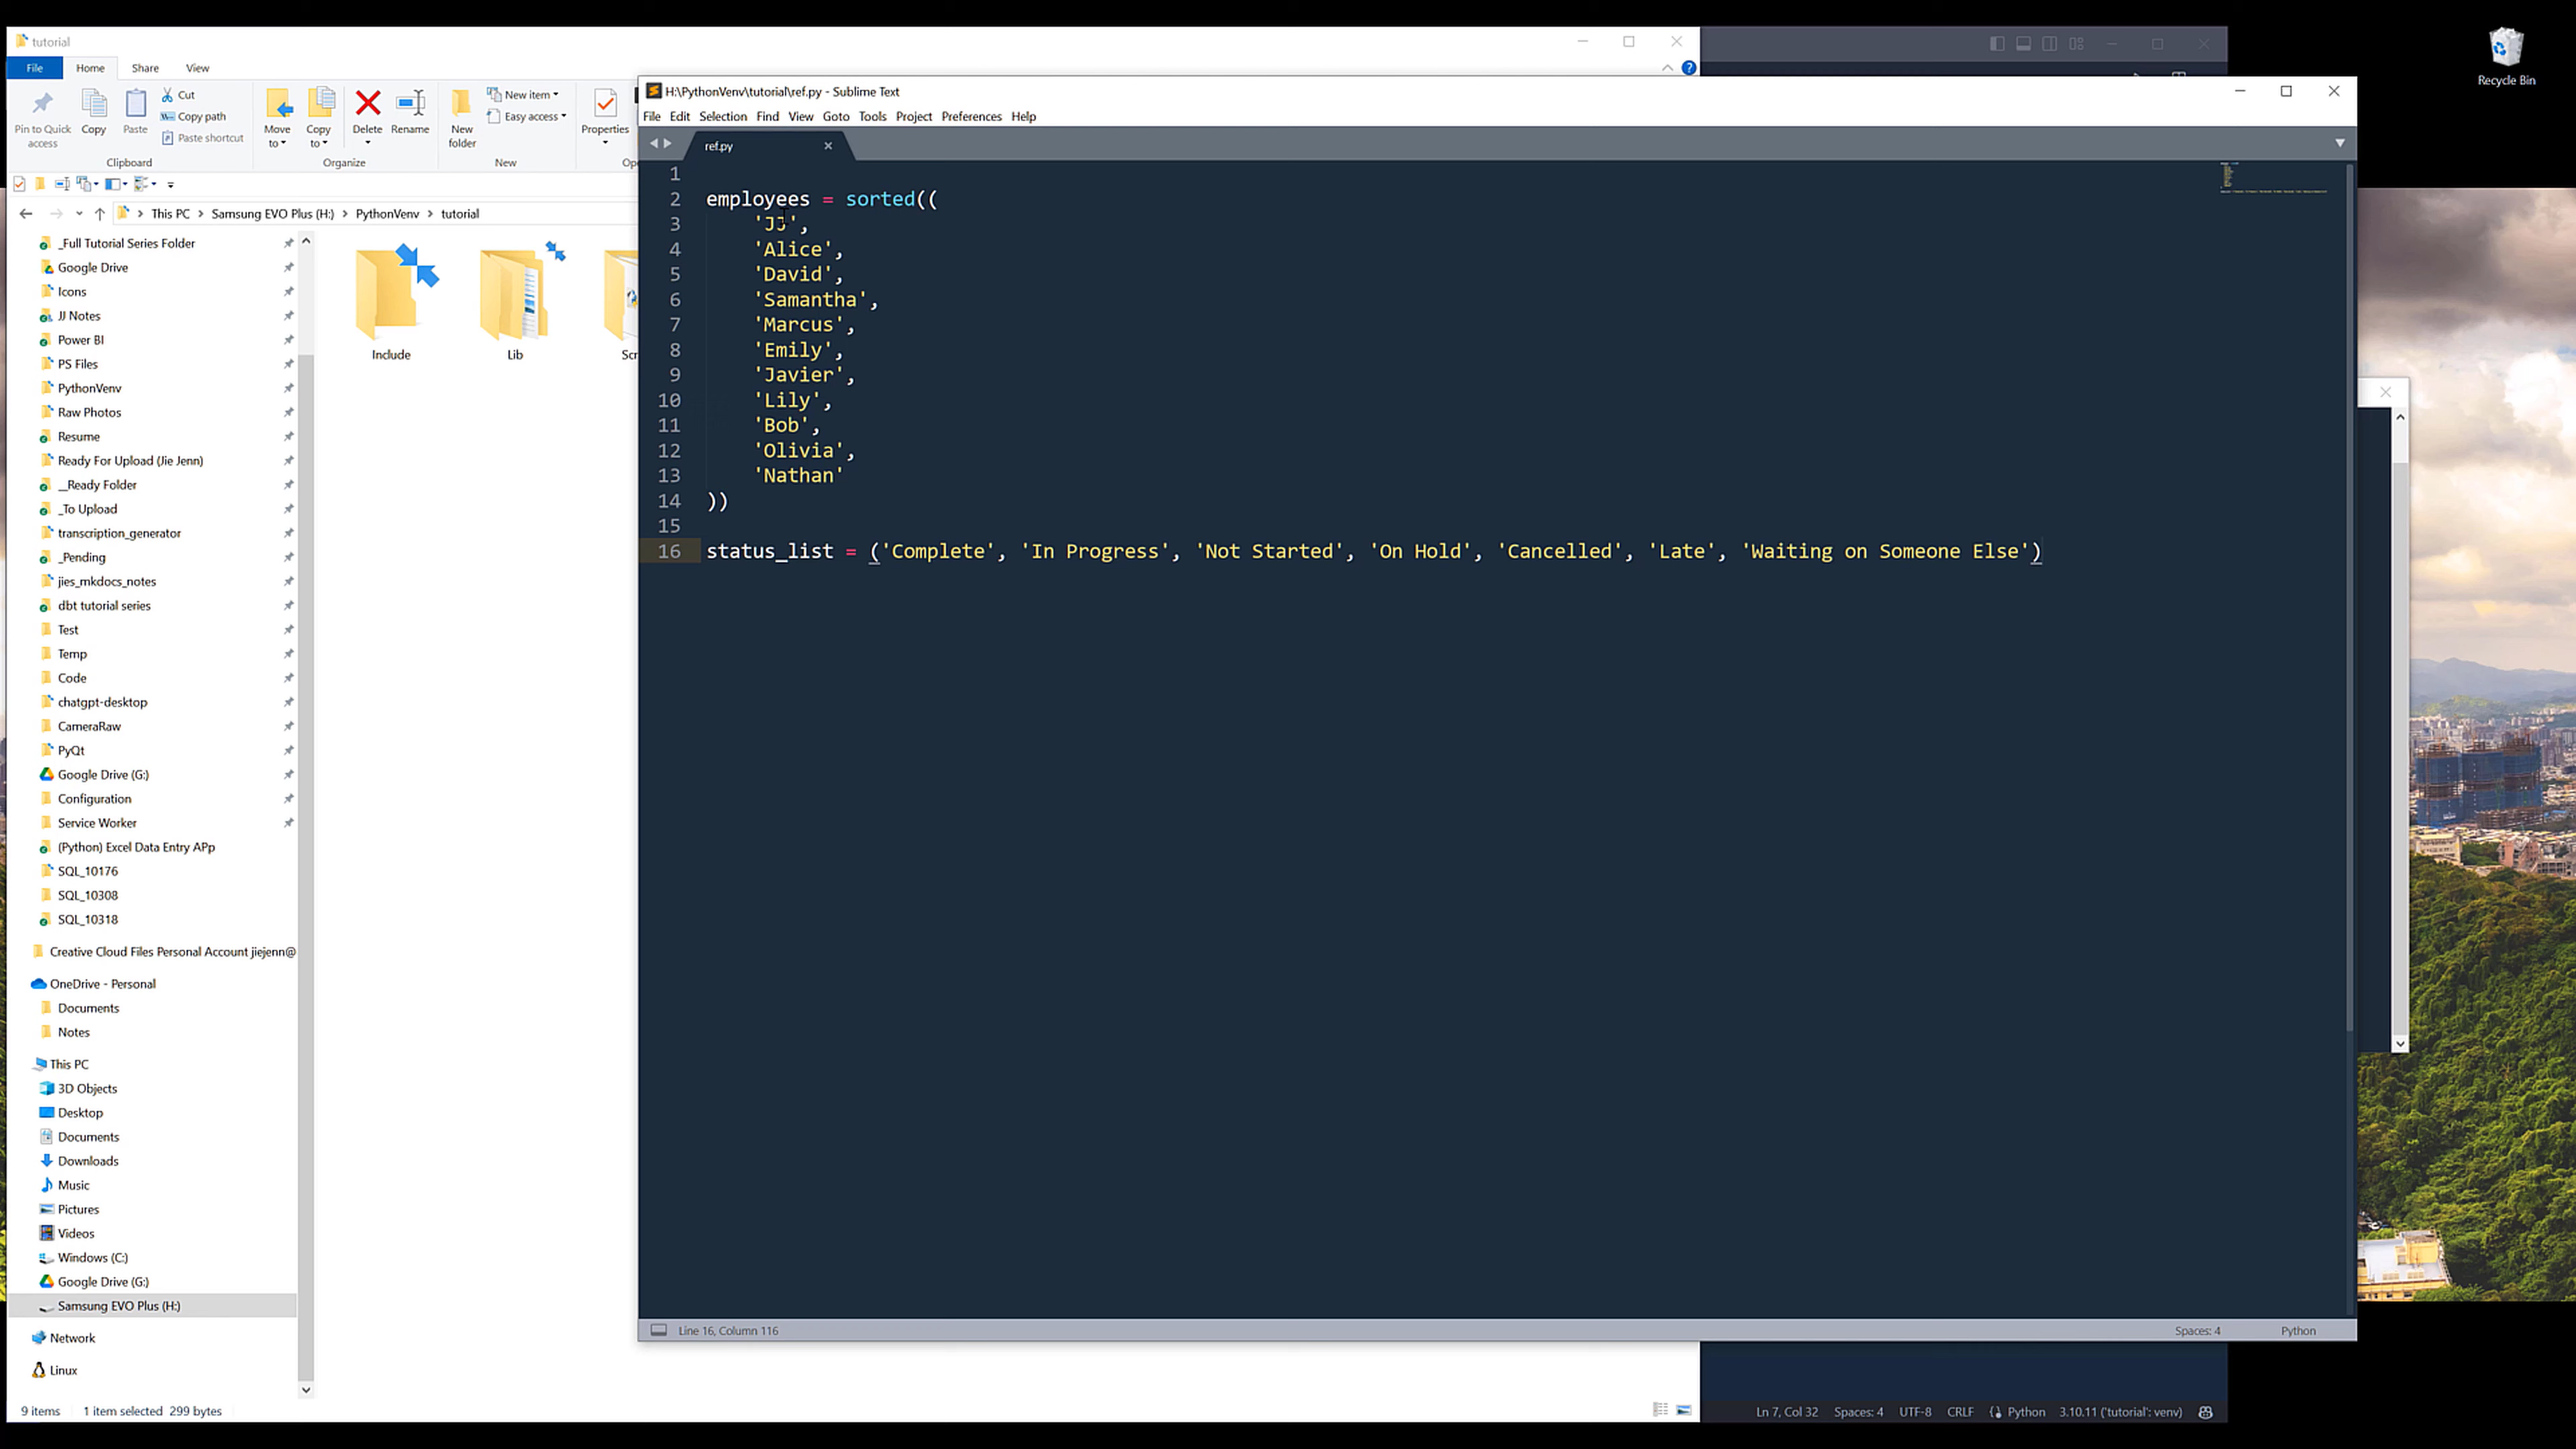 tutorial
File Home Share View
Pin to Quick access
Copy
Paste
Cut
Copy path
Paste shortcut
Clipboard
Move to
Copy to
Delete
Rename
Organize
New folder
New item
Easy access
New
Properties
This PC Samsung EVO Plus (H:) PythonVenv tutorial
_Full Tutorial Series Folder
Google Drive
Icons
JJ Notes
Power BI
PS Files
PythonVenv
Raw Photos
Resume
Ready For Upload (Jie Jenn)
__Ready Folder
_To Upload
transcription_generator
_Pending
jies_mkdocs_notes
dbt tutorial series
Test
Temp
Code
chatgpt-desktop
CameraRaw
PyQt
Google Drive (G:)
Configuration
Service Worker
(Python) Excel Data Entry APp
SQL_10176
SQL_10308
SQL_10318
Creative Cloud Files Personal Account jiejenn@
OneDrive - Personal
Documents
Notes
This PC
3D Objects
Desktop
Documents
Downloads
Music
Pictures
Videos
Windows (C:)
Google Drive (G:)
Samsung EVO Plus (H:)
Network
Linux
9 items 1 item selected 299 bytes
Include
Lib
Scr
H:\PythonVenv\tutorial\ref.py - Sublime Text
File Edit Selection Find View Goto Tools Project Preferences Help
ref.py
1
2 employees = sorted((
3 'JJ',
4 'Alice',
5 'David',
6 'Samantha',
7 'Marcus',
8 'Emily',
9 'Javier',
10 'Lily',
11 'Bob',
12 'Olivia',
13 'Nathan'
14 ))
15
16 status_list = ('Complete', 'In Progress', 'Not Started', 'On Hold', 'Cancelled', 'Late', 'Waiting on Someone Else')
Line 16, Column 116 Spaces: 4 Python
Ln 7, Col 32 Spaces: 4 UTF-8 CRLF Python 3.10.11 ('tutorial': venv)
Recycle Bin